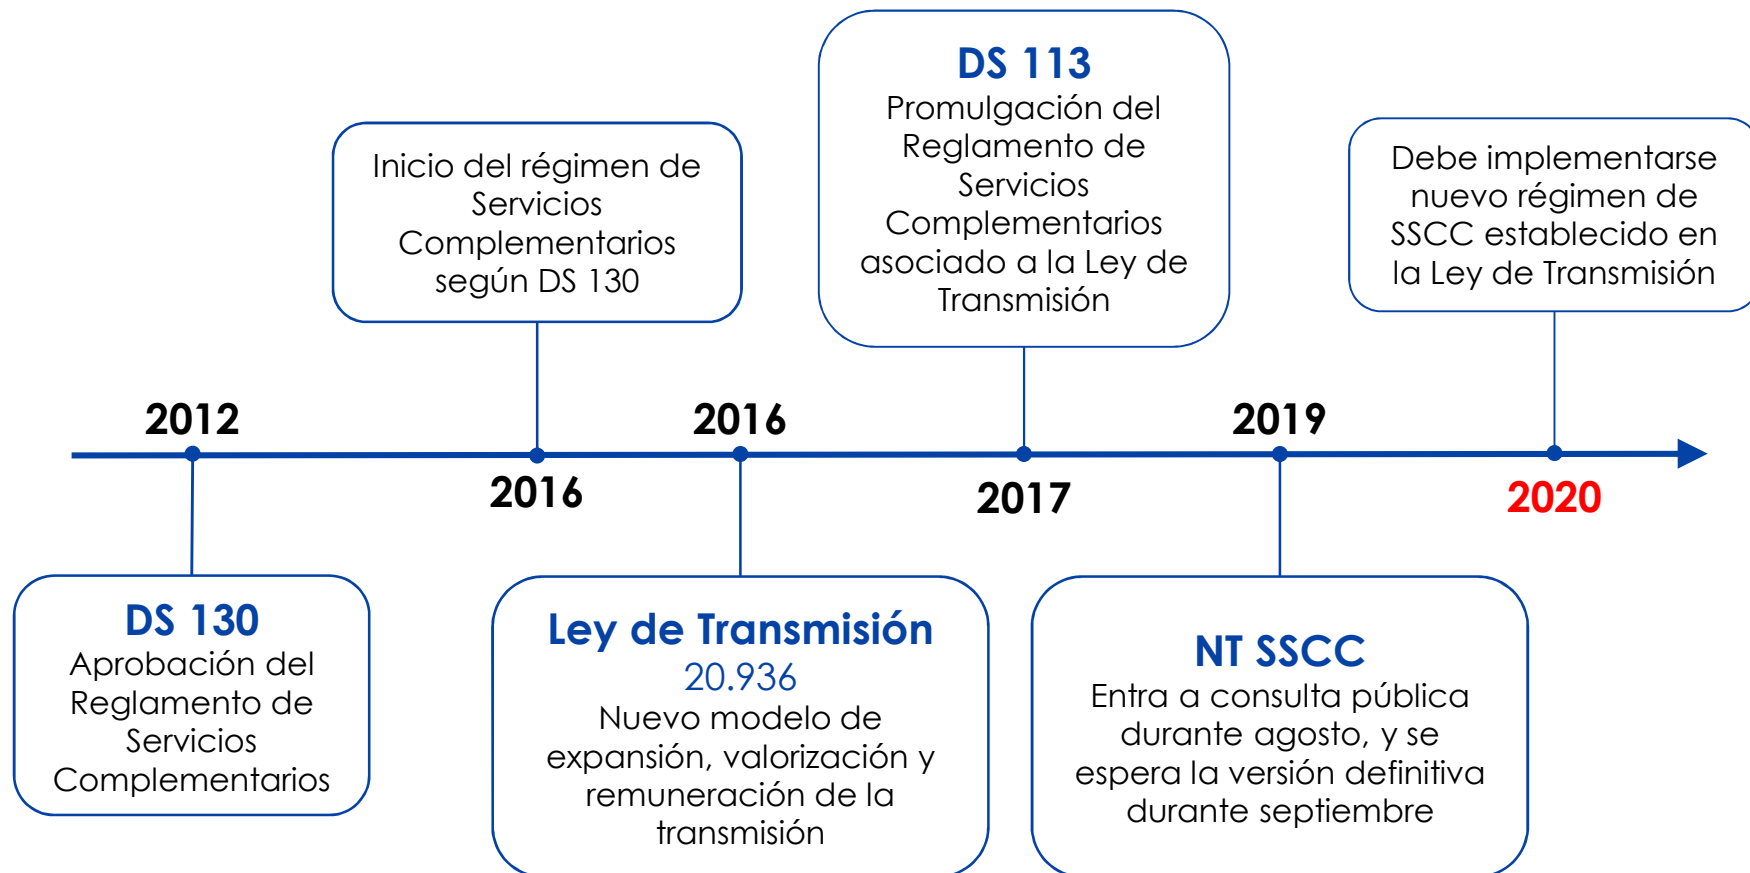 DS 113
Promulgación del
Reglamento de
Servicios
Complementarios
asociado a la Ley de
Transmisión
Inicio del régimen de
Servicios
Complementarios
según DS 130
Debe implementarse
nuevo régimen de
SSCC establecido en
la Ley de Transmisión
2012
2016
2016
2017
2019
2020
DS 130
Aprobación del
Reglamento de
Servicios
Complementarios
Ley de Transmisión
20.936
Nuevo modelo de
expansión, valorización y
remuneración de la
transmisión
NT SSCC
Entra a consulta pública
durante agosto, y se
espera la versión definitiva
durante septiembre